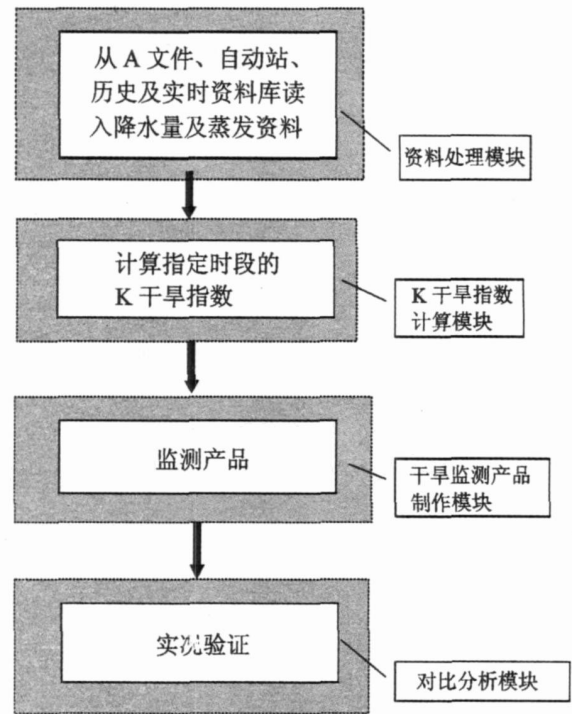 从 A 文件、自动站、
历史及实时资料库读
入降水量及蒸发资料
资料处理模块
计算指定时段的
K 干旱指数
K 干旱指数
计算模块
监测产品
干旱监测产品
制作模块
实况验证
对比分析模块